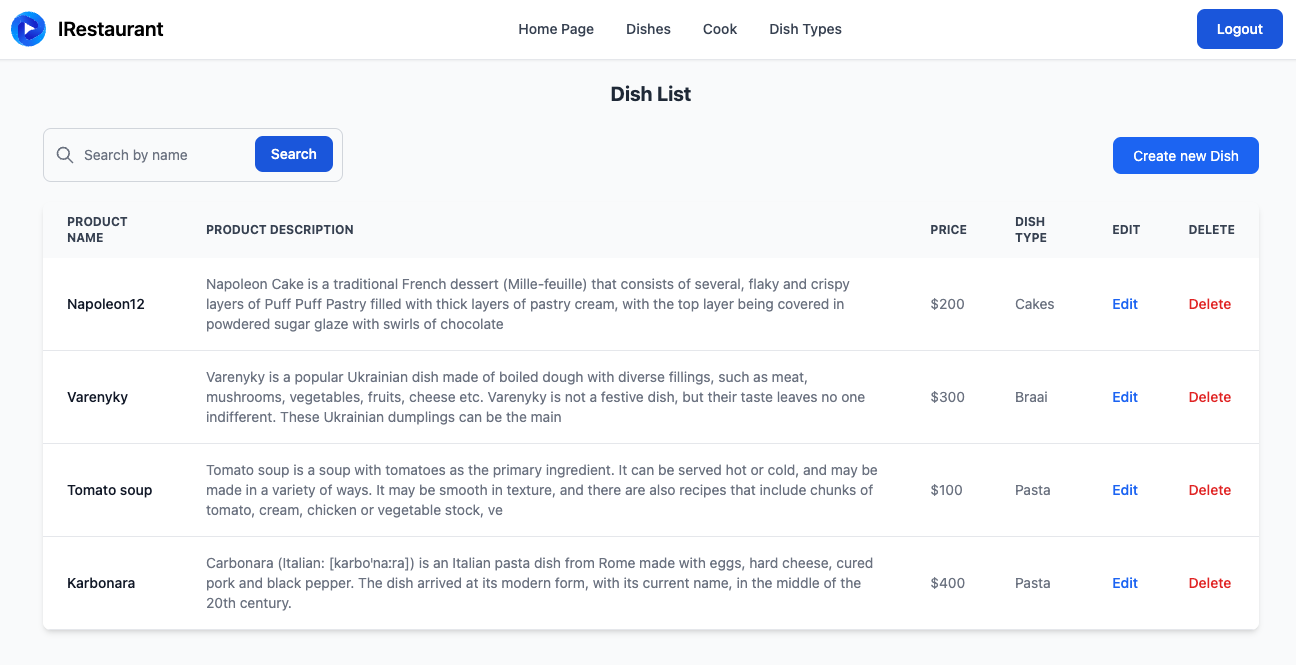 IRestaurant
Home Page
Dishes
Cook
Dish Types
Logout
Dish List
Search by name
Search
Create new Dish
PRODUCT
NAME
PRODUCT DESCRIPTION
PRICE
DISH
TYPE
EDIT
DELETE
Napoleon12
Napoleon Cake is a traditional French dessert (Mille-feuille) that consists of several, flaky and crispy
layers of Puff Puff Pastry filled with thick layers of pastry cream, with the top layer being covered in
powdered sugar glaze with swirls of chocolate
$200
Cakes
Edit
Delete
Varenyky
Varenyky is a popular Ukrainian dish made of boiled dough with diverse fillings, such as meat,
mushrooms, vegetables, fruits, cheese etc. Varenyky is not a festive dish, but their taste leaves no one
indifferent. These Ukrainian dumplings can be the main
$300
Braai
Edit
Delete
Tomato soup
Tomato soup is a soup with tomatoes as the primary ingredient. It can be served hot or cold, and may be
made in a variety of ways. It may be smooth in texture, and there are also recipes that include chunks of
tomato, cream, chicken or vegetable stock, ve
$100
Pasta
Edit
Delete
Karbonara
Carbonara (Italian: [karbo'naːra]) is an Italian pasta dish from Rome made with eggs, hard cheese, cured
pork and black pepper. The dish arrived at its modern form, with its current name, in the middle of the
20th century.
$400
Pasta
Edit
Delete